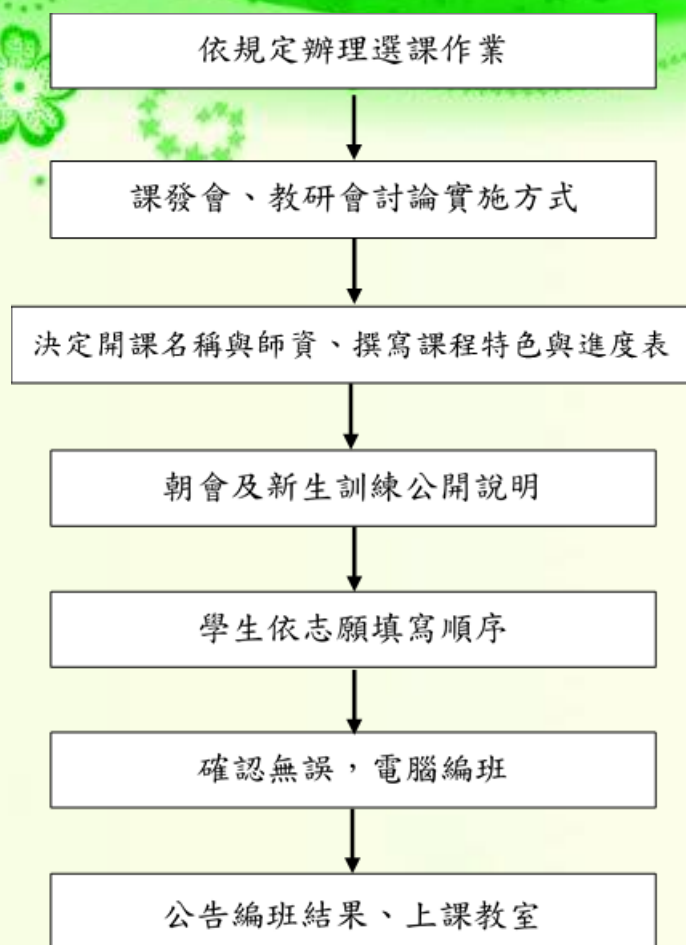 依規定辦理選課作業
課發會、教研會討論實施方式
決定開課名稱與師資、撰寫課程特色與進度表
朝會及新生訓練公開說明
學生依志願填寫順序
確認無誤，電腦編班
公告編班結果、上課教室